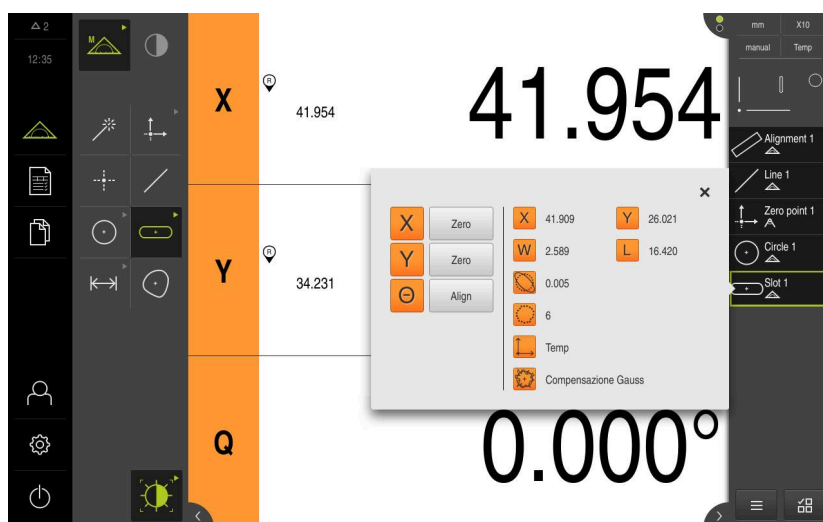 2
12:35
M
X
R
41.954
41.954
Y
R
34.231
Q
0.000°
X
Zero
Y
Zero
Θ
Align
X
41.909
Y
26.021
W
2.589
L
16.420
0.005
6
Temp
Compensazione Gauss
mm
X10
manual
Temp
Alignment 1
Line 1
Zero point 1
Circle 1
Slot 1